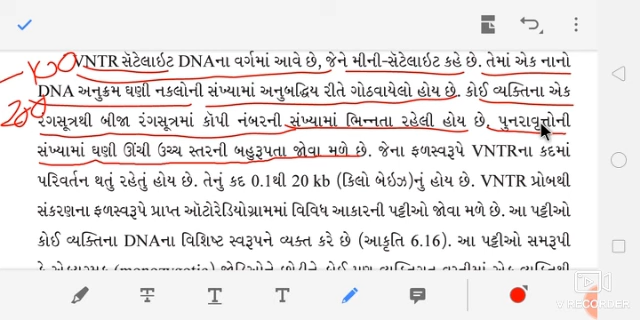 VNTR સૅટેલાઇટ DNAના વર્ગમાં આવે છે, જેને મીની-સૅટેલાઇટ કહે છે. તેમાં એક નાનો
DNA અનુક્રમ ઘણી નકલોની સંખ્યામાં અનુબદ્ધિય રીતે ગોઠવાયેલો હોય છે. કોઈ વ્યક્તિના એક
રંગસૂત્રથી બીજા રંગસૂત્રમાં કૉપી નંબરની સંખ્યામાં ભિન્નતા રહેલી હોય છે, પુનરાવૃત્તોની
સંખ્યામાં ઘણી ઊંચી ઉચ્ચ સ્તરની બહુરૂપતા જોવા મળે છે. જેના ફળસ્વરૂપે VNTRના કદમાં
પરિવર્તન થતું રહેતું હોય છે. તેનું કદ 0.1થી 20 kb (કિલો બેઇઝ)નું હોય છે. VNTR પ્રોબથી
સંકરણના ફળસ્વરૂપે પ્રાપ્ત ઑટોરેડિયોગ્રામમાં વિવિધ આકારની પટ્ટીઓ જોવા મળે છે. આ પટ્ટીઓ
કોઈ વ્યક્તિના DNAના વિશિષ્ટ સ્વરૂપને વ્યક્ત કરે છે (આકૃતિ 6.16). આ પટ્ટીઓ સમરૂપી
(monozygotic)
T T T
V RECORDER